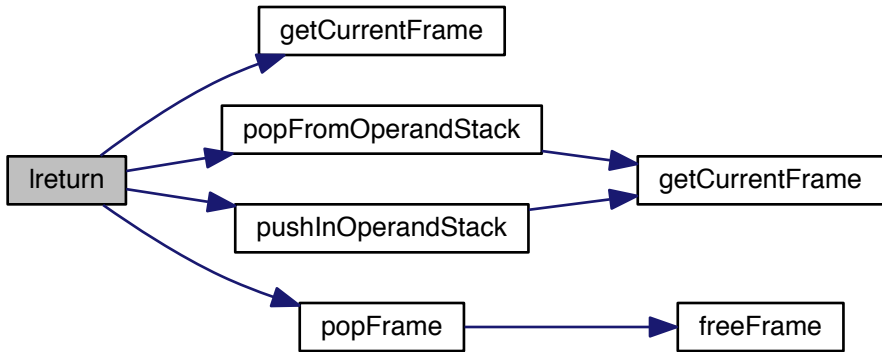 getCurrentFrame
popFromOperandStack
lreturn
getCurrentFrame
pushInOperandStack
popFrame
freeFrame